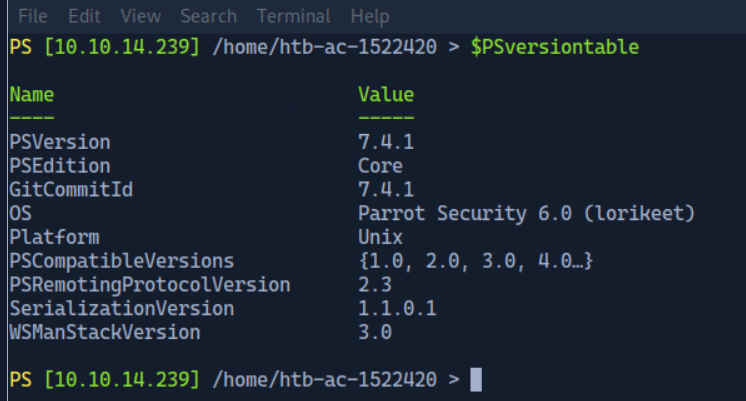 File Edit View Search Terminal Help
PS [10.10.14.239] /home/htb-ac-1522420 > $PSversiontable
Name Value
---- -----
PSVersion 7.4.1
PSEdition Core
GitCommitId 7.4.1
OS Parrot Security 6.0 (lorikeet)
Platform Unix
PSCompatibleVersions {1.0, 2.0, 3.0, 4.0…}
PSRemotingProtocolVersion 2.3
SerializationVersion 1.1.0.1
WSManStackVersion 3.0
PS [10.10.14.239] /home/htb-ac-1522420 >